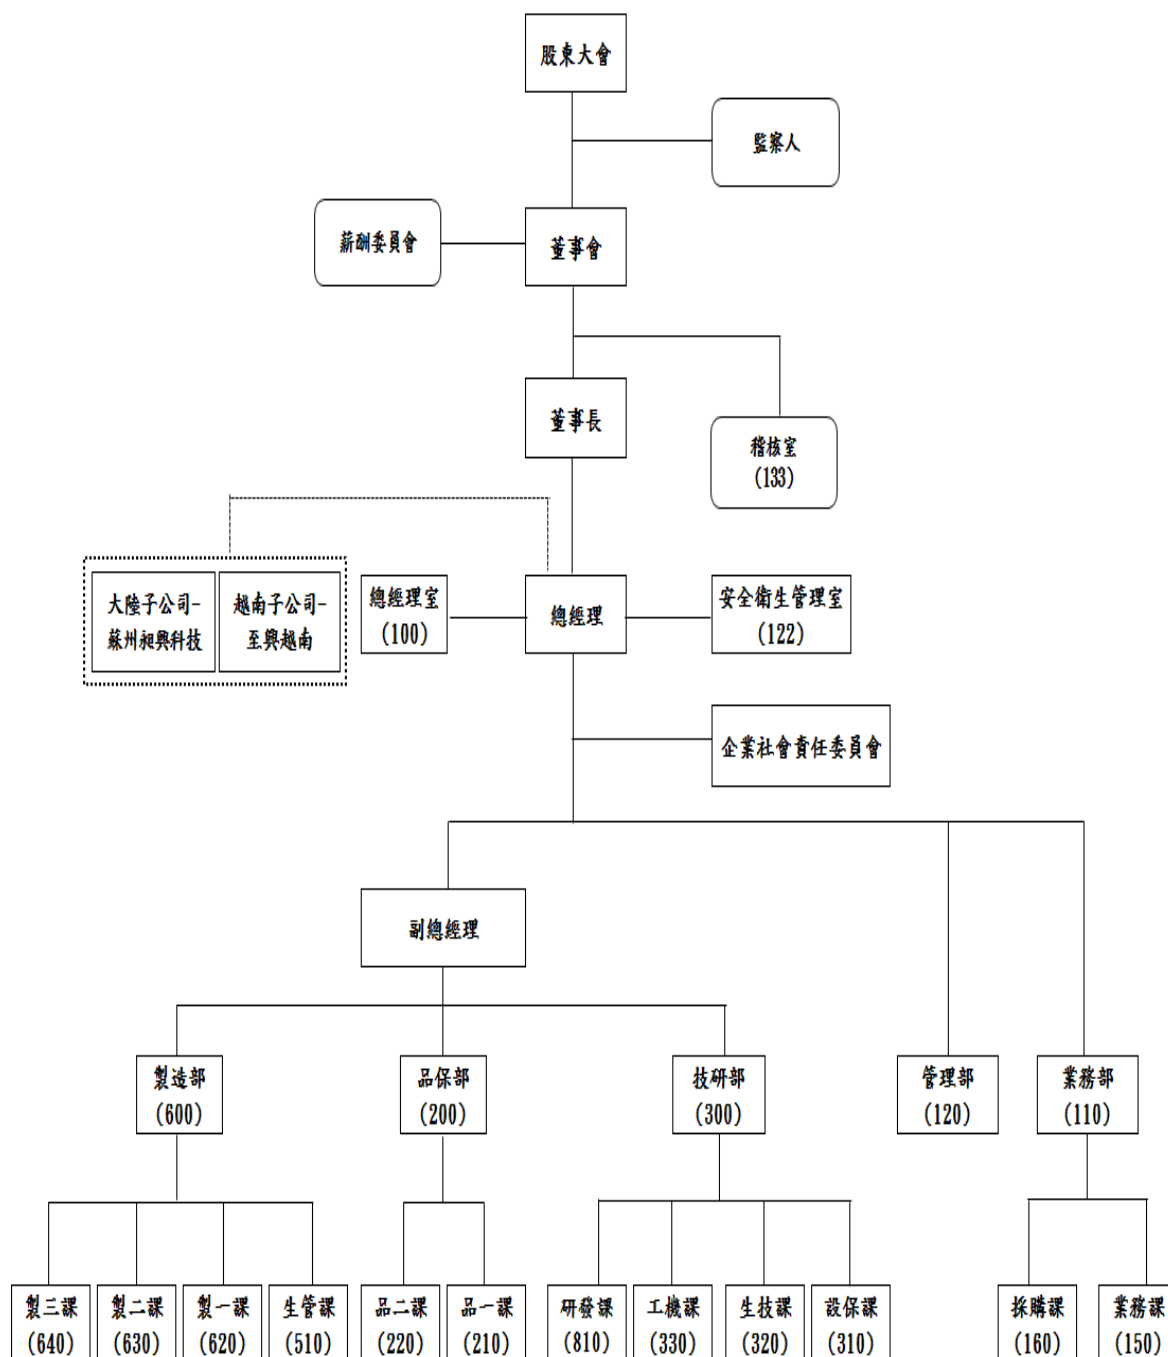 股東大會
監察人
薪酬委員會
董事會
董事長
稽核室
(133)
大陸子公司-
蘇州昶興科技
越南子公司-
至興越南
總經理室
(100)
總經理
安全衛生管理室
(122)
企業社會責任委員會
副總經理
製造部
(600)
品保部
(200)
技研部
(300)
管理部
(120)
業務部
(110)
製三課
(640)
製二課
(630)
製一課
(620)
生管課
(510)
品二課
(220)
品一課
(210)
研發課
(810)
工機課
(330)
生技課
(320)
設保課
(310)
採購課
(160)
業務課
(150)